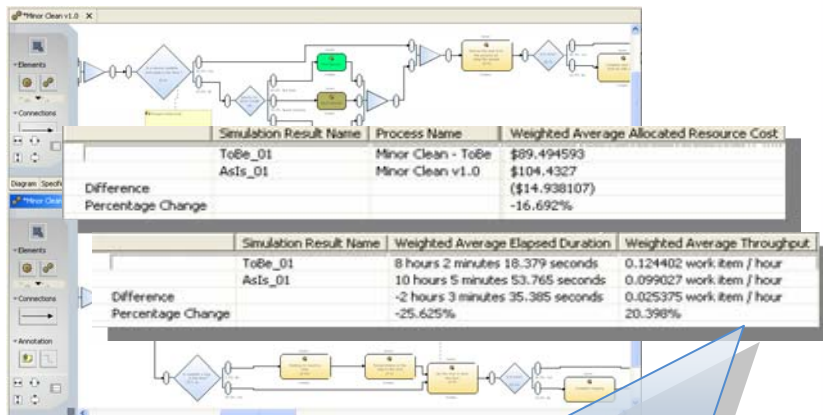 *Minor Clean v1.0
Elements
Connections
Simulation Result Name Process Name Weighted Average Allocated Resource Cost
ToBe_01 Minor Clean - ToBe $89.494593
AsIs_01 Minor Clean v1.0 $104.4327
Difference ($14.938107)
Percentage Change -16.692%
Diagram Specifi
*Minor Clean
Simulation Result Name Weighted Average Elapsed Duration Weighted Average Throughput
ToBe_01 8 hours 2 minutes 18.379 seconds 0.124402 work item / hour
AsIs_01 10 hours 5 minutes 53.765 seconds 0.099027 work item / hour
Difference -2 hours 3 minutes 35.385 seconds 0.025375 work item / hour
Percentage Change -25.625% 20.398%
Elements
Connections
Annotation